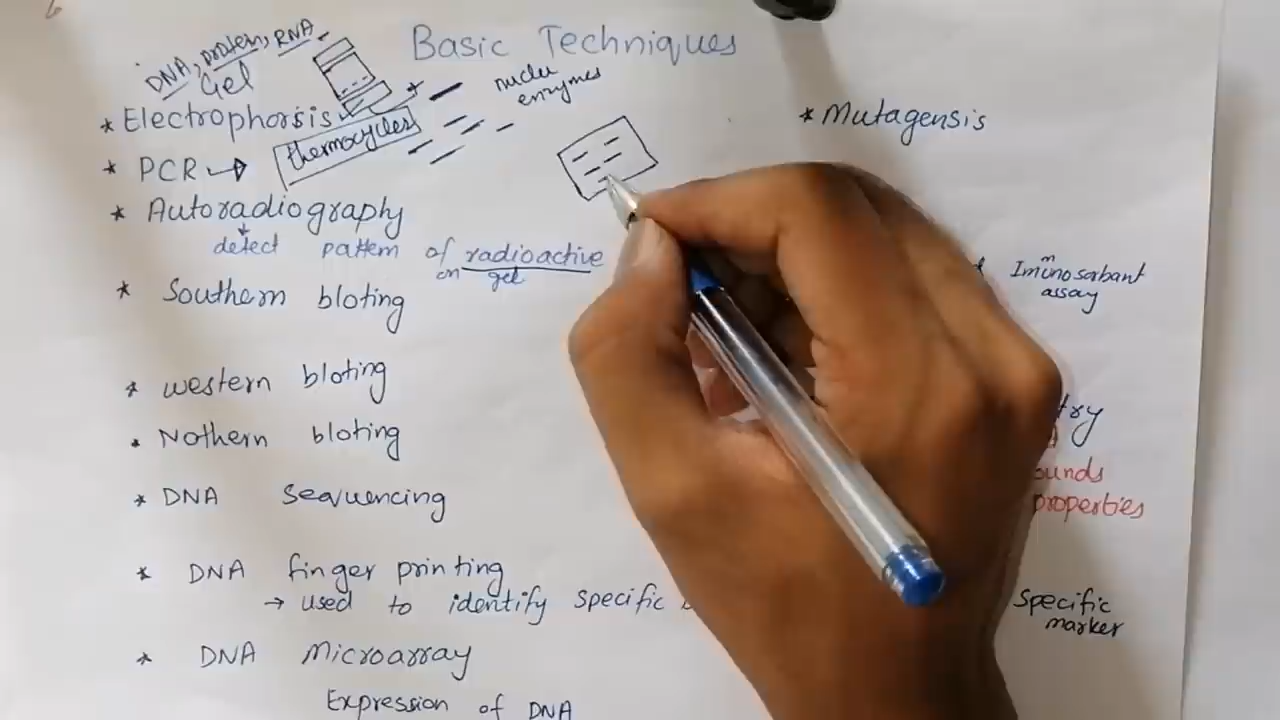 Basic Techniques
DNA, protein, RNA
Gel
* Electrophorsis
thermocycles
enzymes
* PCR →
* Autoradiography
detect pattern of radioactive
on gel
* Southern bloting
* western bloting
* Nothern bloting
* DNA Sequencing
* DNA finger printing
→ used to identify specific
* DNA Microarray
Expression of DNA
* Mutagensis
Imunosorbant
m
assay
try
ounds
properties
Specific
marker